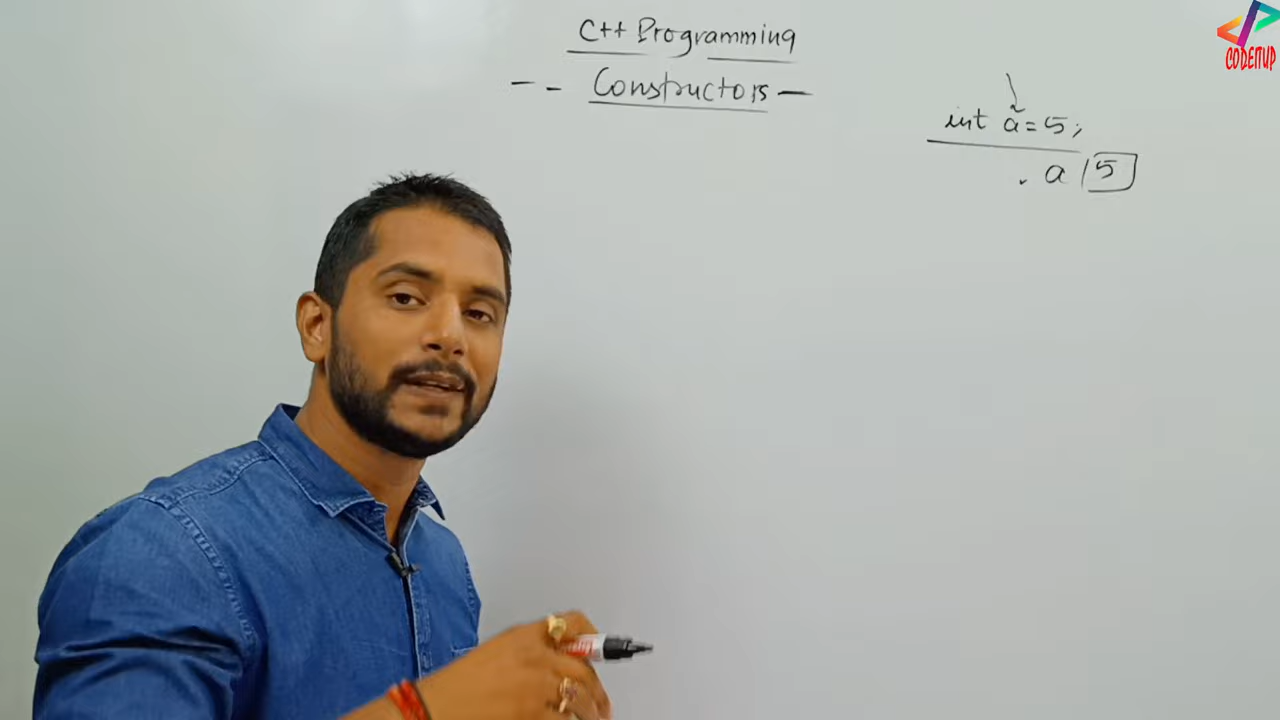 C++ Programming
-- Constructors -
int a=5;
. a 5
CODEITUP